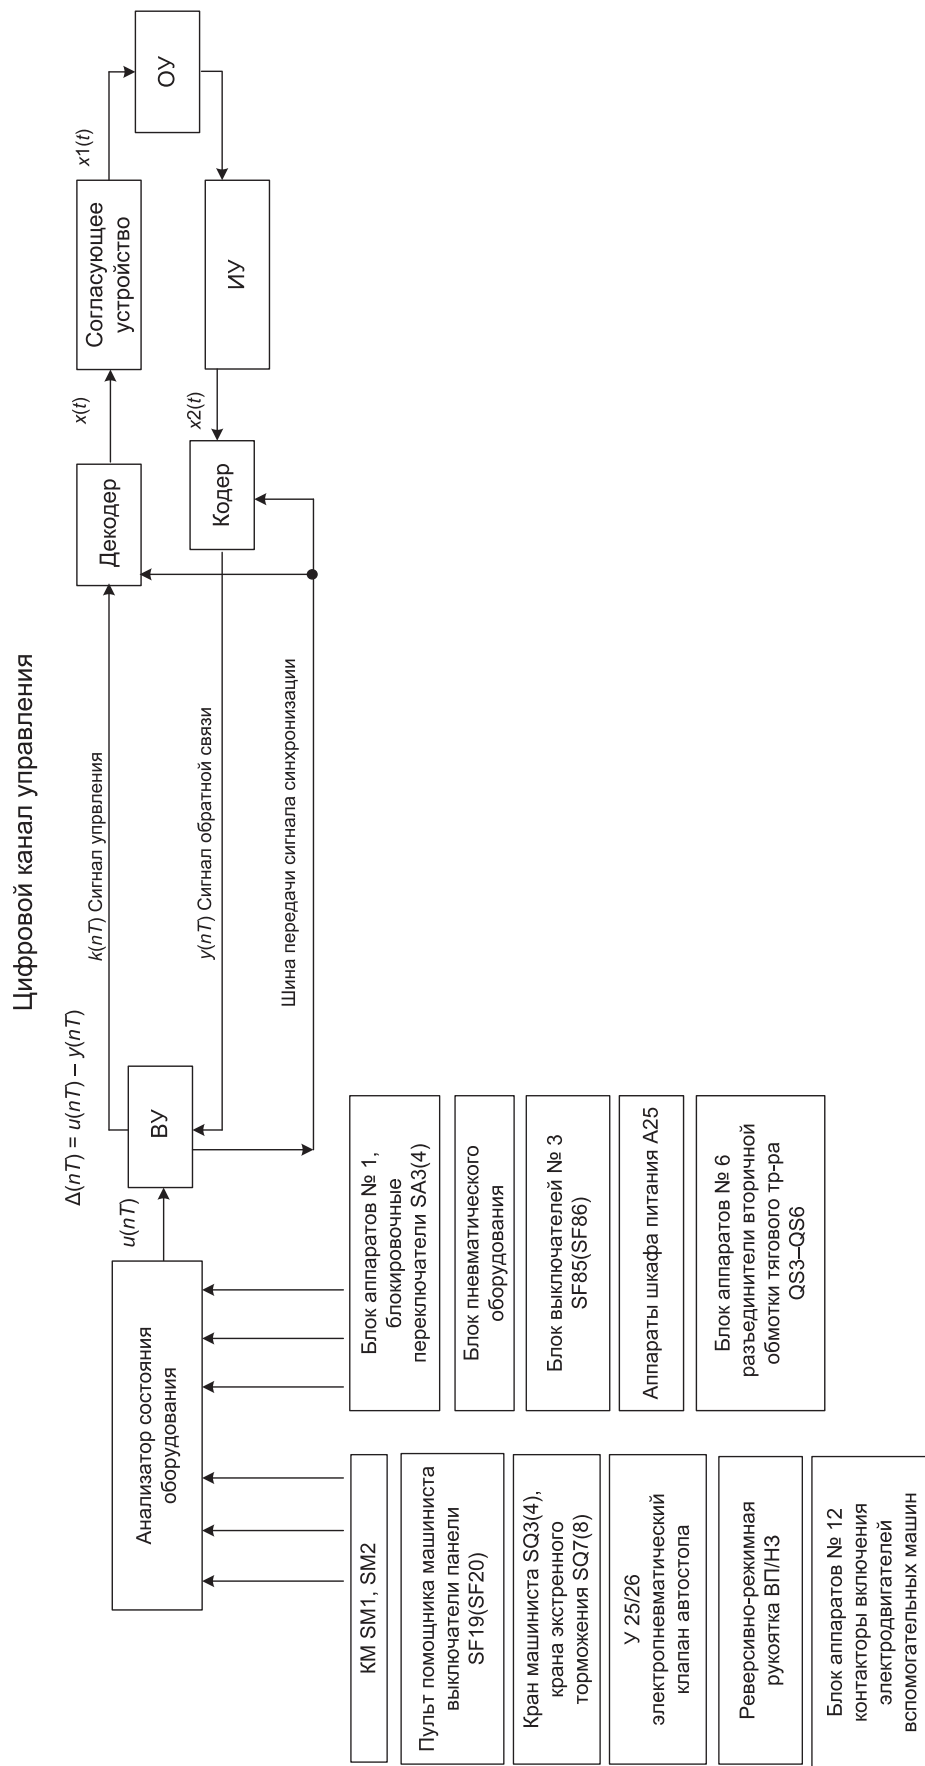 Цифровой канал управления
Δ(nT) = u(nT) – y(nT)
Анализатор состояния
оборудования
u(nT)
ВУ
k(nT) Сигнал упрвления
y(nT) Сигнал обратной связи
Шина передачи сигнала синхронизации
Декодер
x(t)
Согласующее
устройство
x1(t)
ОУ
Кодер
x2(t)
ИУ
КМ SM1, SM2
Пульт помощника машиниста
выключатели панели
SF19(SF20)
Кран машиниста SQ3(4),
крана экстренного
торможения SQ7(8)
У 25/26
электропневматический
клапан автостопа
Реверсивно-режимная
рукоятка ВП/НЗ
Блок аппаратов № 12
контакторы включения
электродвигателей
вспомогательных машин
Блок аппаратов № 1,
блокировочные
переключатели SA3(4)
Блок пневматического
оборудования
Блок выключателей № 3
SF85(SF86)
Аппараты шкафа питания А25
Блок аппаратов № 6
разъединители вторичной
обмотки тягового тр-ра
QS3–QS6